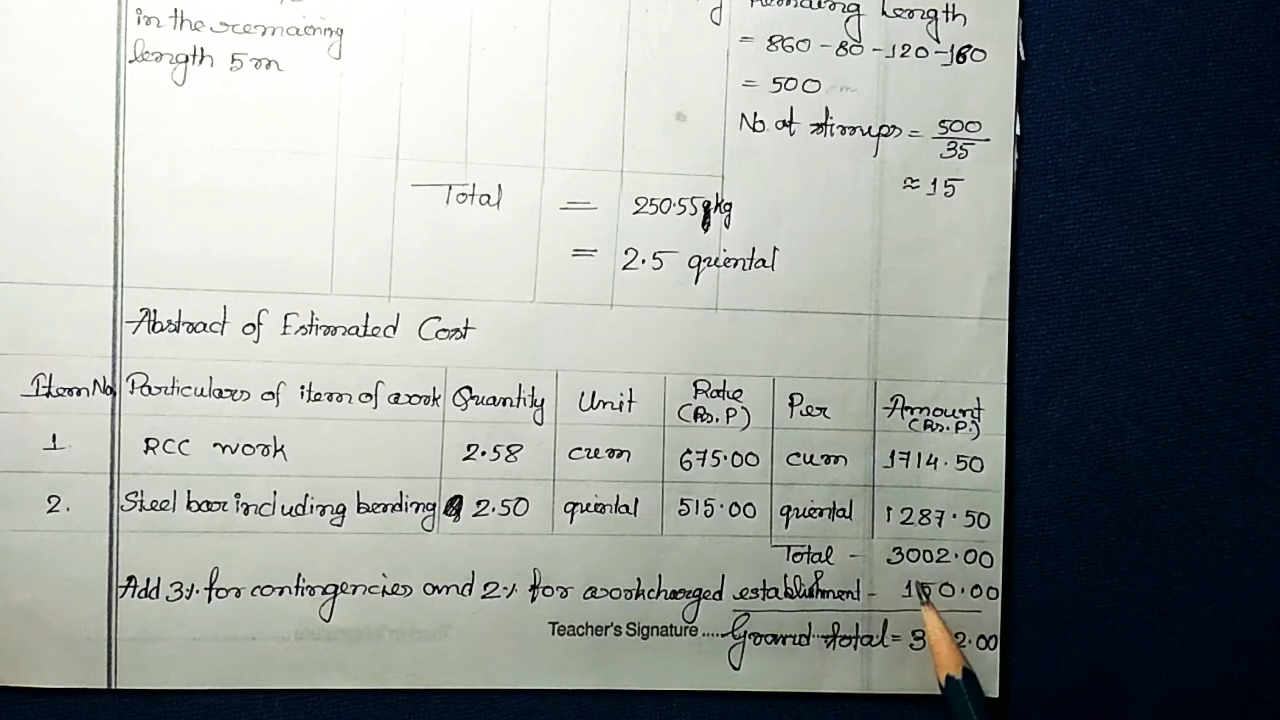 in the remaining
length 5m
Remaing Length
= 860 - 80 - 120 - 160
= 500
No. of stirrups = 500/35
≈ 15
Total = 250.55 kg
= 2.5 quental
Abstract of Estimated Cost
Item No. Particulars of item of work Quantity Unit Rate (Rs. P) Per Amount (Rs. P.)
1 RCC work 2.58 cum 675.00 cum 1714.50
2. Steel bar including bending 2.50 quental 515.00 quental 1287.50
Total - 3002.00
Add 3% for contingencies and 2% for workcharged establishment - 150.00
Teacher's Signature .... Grand total =